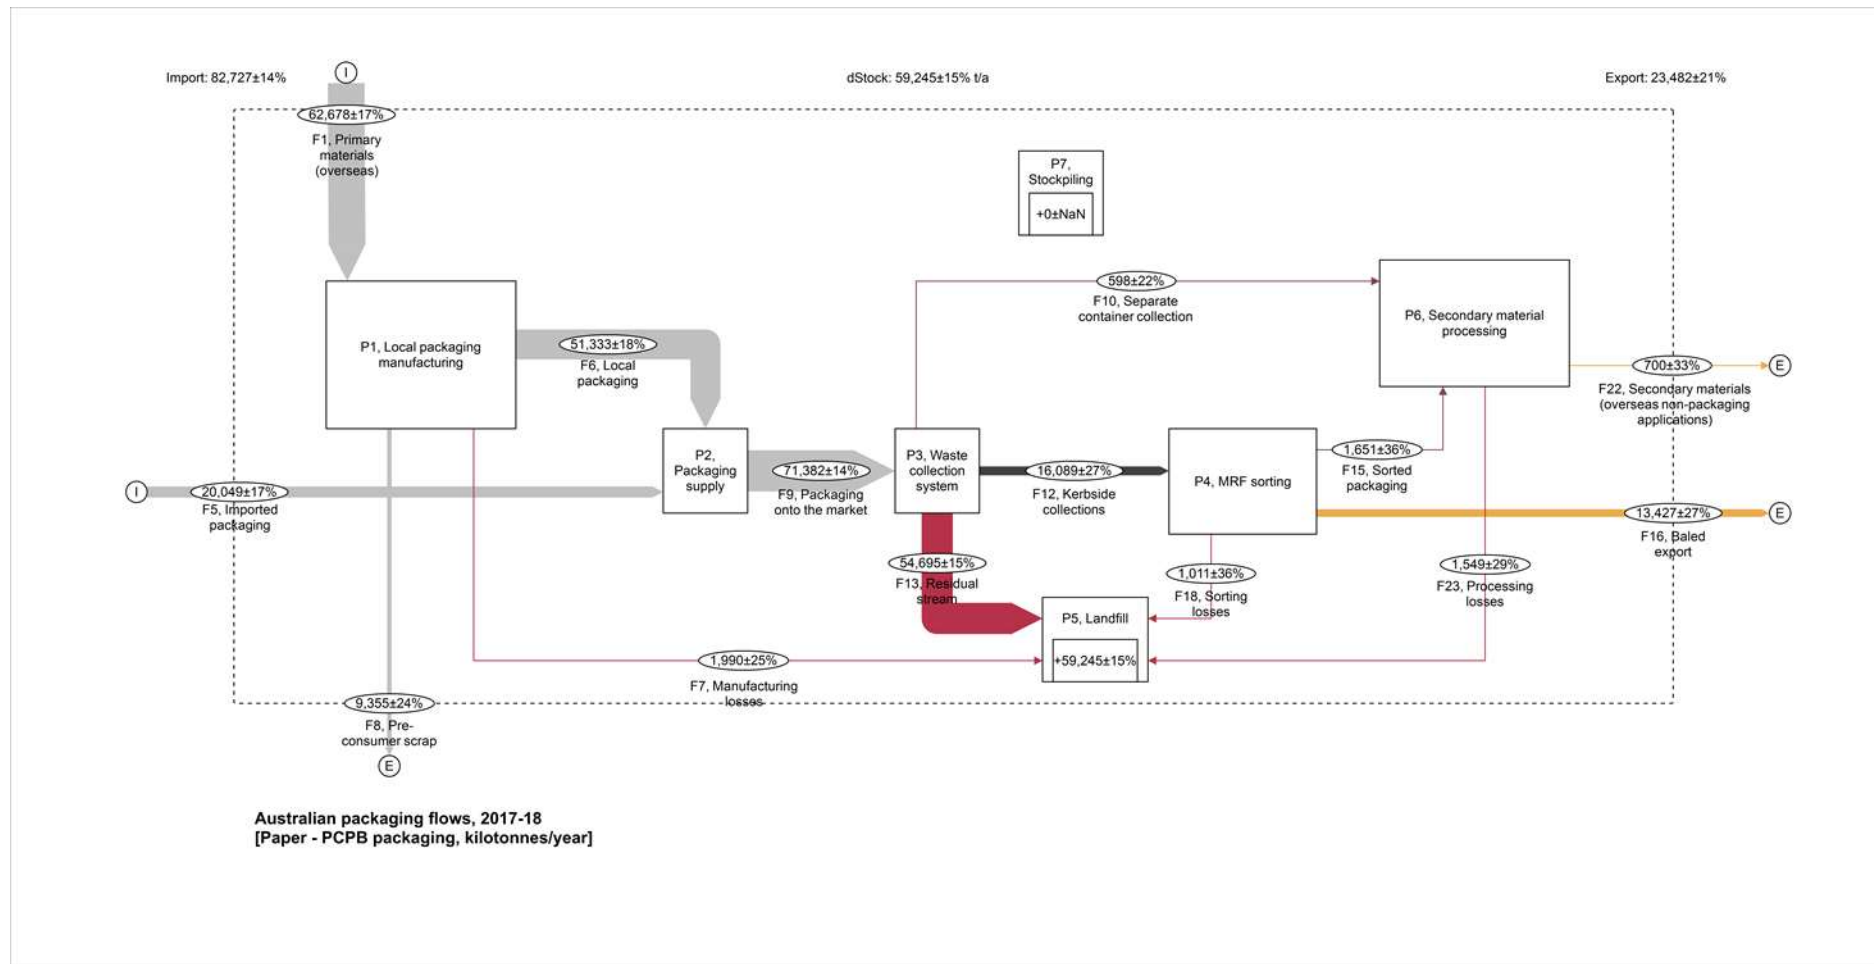 Import: 82,727±14%
I
dStock: 59,245±15% t/a
Export: 23,482±21%
62,678±17%
F1, Primary
materials
(overseas)
P7,
Stockpiling
+0±NaN
P1, Local packaging
manufacturing
51,333±18%
F6, Local
packaging
598±22%
F10, Separate
container collection
P6, Secondary material
processing
700±33%
E
F22, Secondary materials
(overseas non-packaging
applications)
I
20,049±17%
F5, Imported
packaging
P2,
Packaging
supply
71,382±14%
F9, Packaging
onto the market
P3, Waste
collection
system
16,089±27%
F12, Kerbside
collections
P4, MRF sorting
1,651±36%
F15, Sorted
packaging
13,427±27%
E
F16, Baled
export
54,695±15%
F13, Residual
stream
1,011±36%
F18, Sorting
losses
1,549±29%
F23, Processing
losses
P5, Landfill
+59,245±15%
1,990±25%
F7, Manufacturing
losses
9,355±24%
F8, Pre-
consumer scrap
E
Australian packaging flows, 2017-18
[Paper - PCPB packaging, kilotonnes/year]